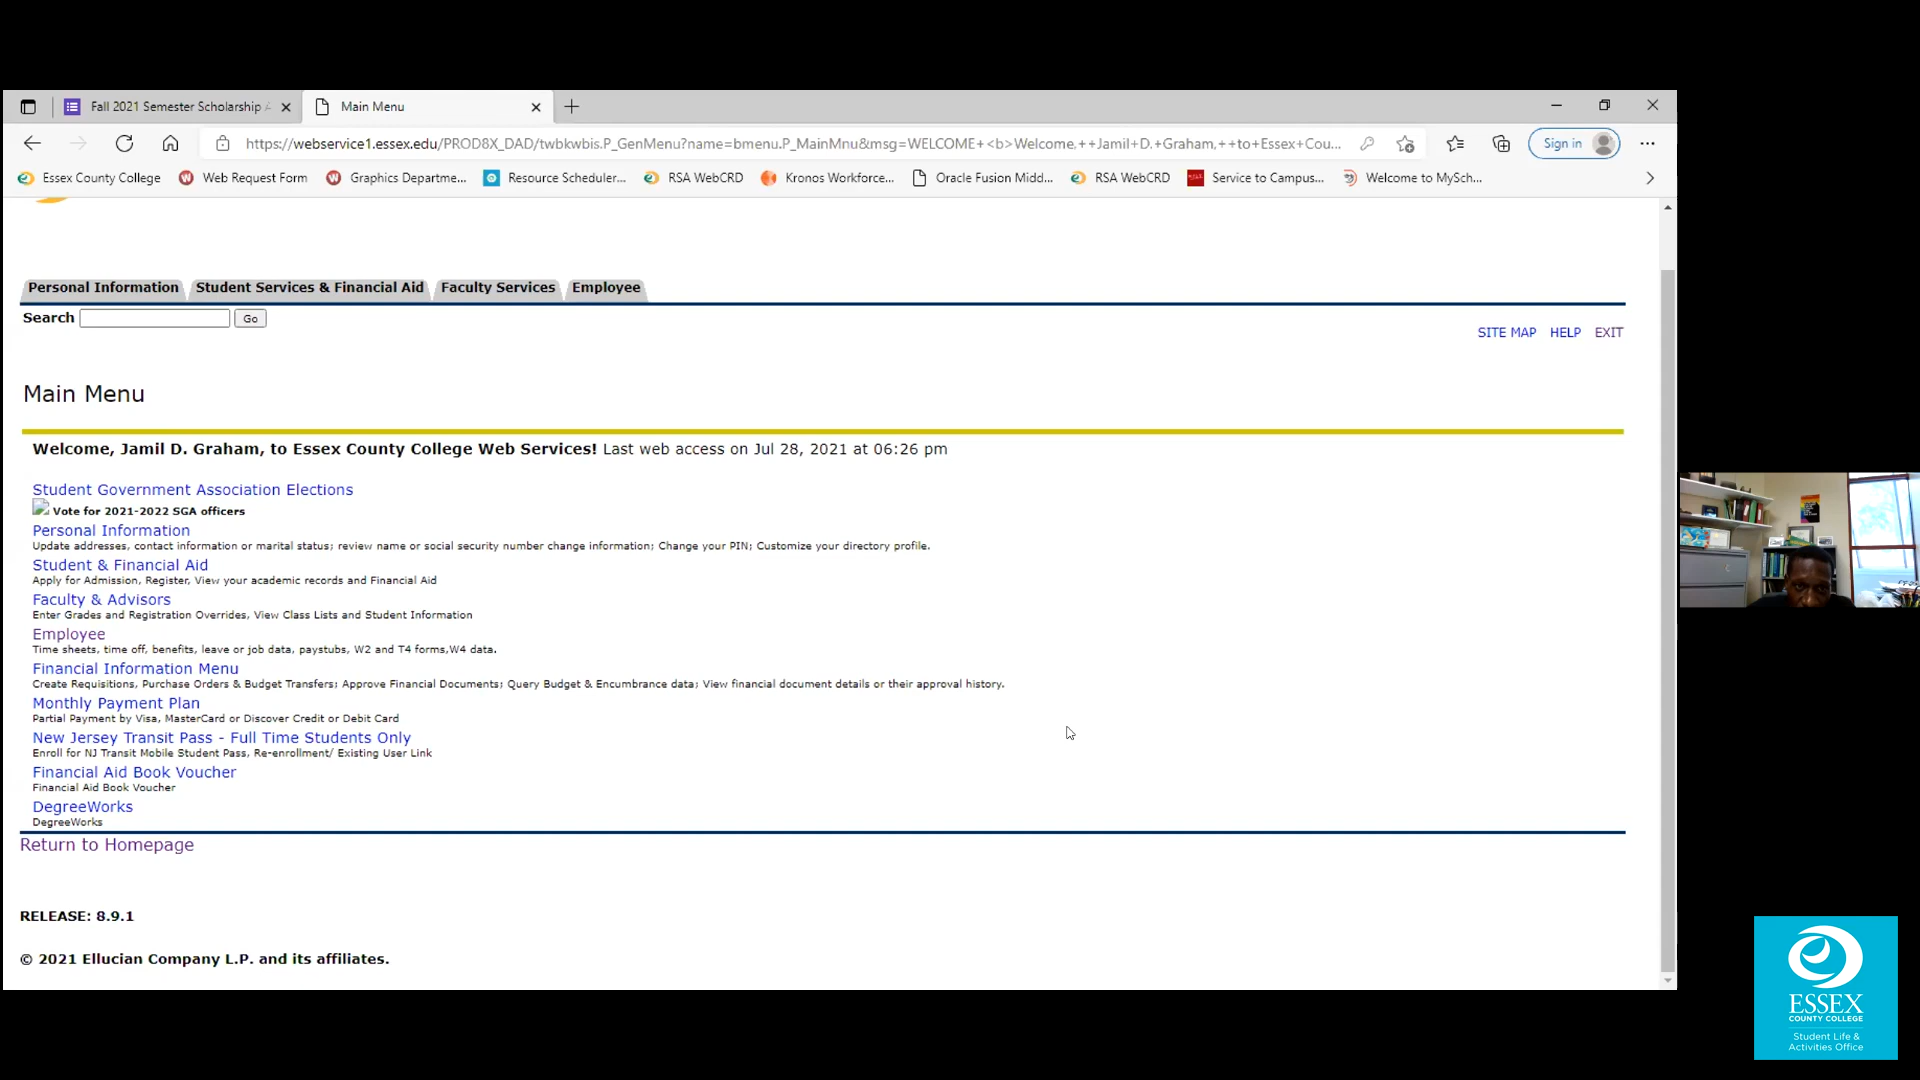 Fall 2021 Semester Scholarship
Main Menu
https://webservice1.essex.edu/PROD8X_DAD/twbkwbis.P_GenMenu?name=bmenu.P_MainMnu&msg=WELCOME+<b>Welcome,++Jamil+D.+Graham,++to+Essex+Cou...
Sign in
Essex County College
Web Request Form
Graphics Departme...
Resource Scheduler...
RSA WebCRD
Kronos Workforce...
Oracle Fusion Midd...
RSA WebCRD
Service to Campus...
Welcome to MySch...
Personal Information
Student Services & Financial Aid
Faculty Services
Employee
Search
Go
SITE MAP HELP EXIT
Main Menu
Welcome, Jamil D. Graham, to Essex County College Web Services! Last web access on Jul 28, 2021 at 06:26 pm
Student Government Association Elections
Vote for 2021-2022 SGA officers
Personal Information
Update addresses, contact information or marital status; review name or social security number change information; Change your PIN; Customize your directory profile.
Student & Financial Aid
Apply for Admission, Register, View your academic records and Financial Aid
Faculty & Advisors
Enter Grades and Registration Overrides, View Class Lists and Student Information
Employee
Time sheets, time off, benefits, leave or job data, paystubs, W2 and T4 forms,W4 data.
Financial Information Menu
Create Requisitions, Purchase Orders & Budget Transfers; Approve Financial Documents; Query Budget & Encumbrance data; View financial document details or their approval history.
Monthly Payment Plan
Partial Payment by Visa, MasterCard or Discover Credit or Debit Card
New Jersey Transit Pass - Full Time Students Only
Enroll for NJ Transit Mobile Student Pass, Re-enrollment/ Existing User Link
Financial Aid Book Voucher
Financial Aid Book Voucher
DegreeWorks
DegreeWorks
Return to Homepage
RELEASE: 8.9.1
© 2021 Ellucian Company L.P. and its affiliates.
ESSEX
COUNTY COLLEGE
Student Life &
Activities Office